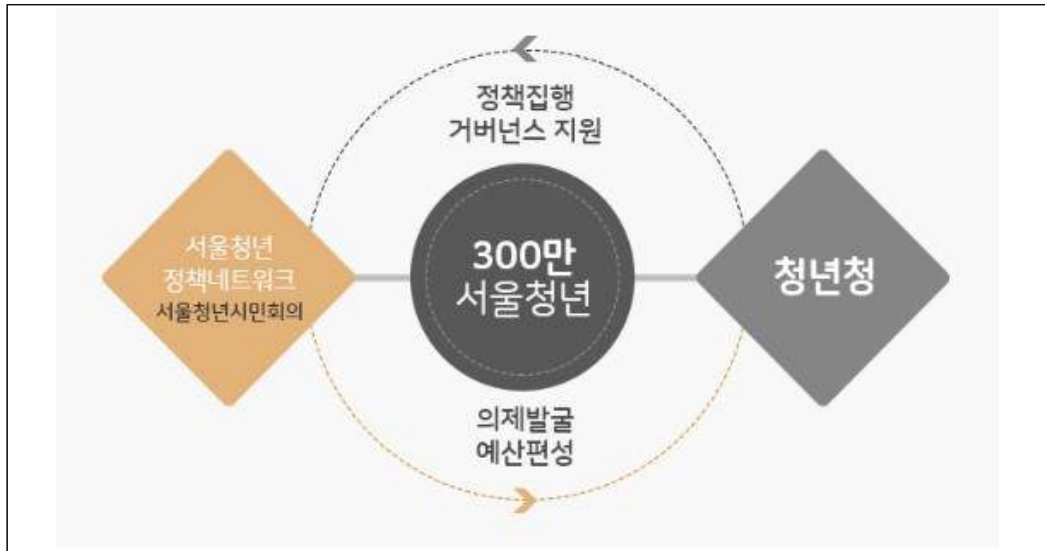 정책집행
거버넌스 지원
서울청년
정책네트워크
서울청년시민회의
300만
서울청년
청년청
의제발굴
예산편성